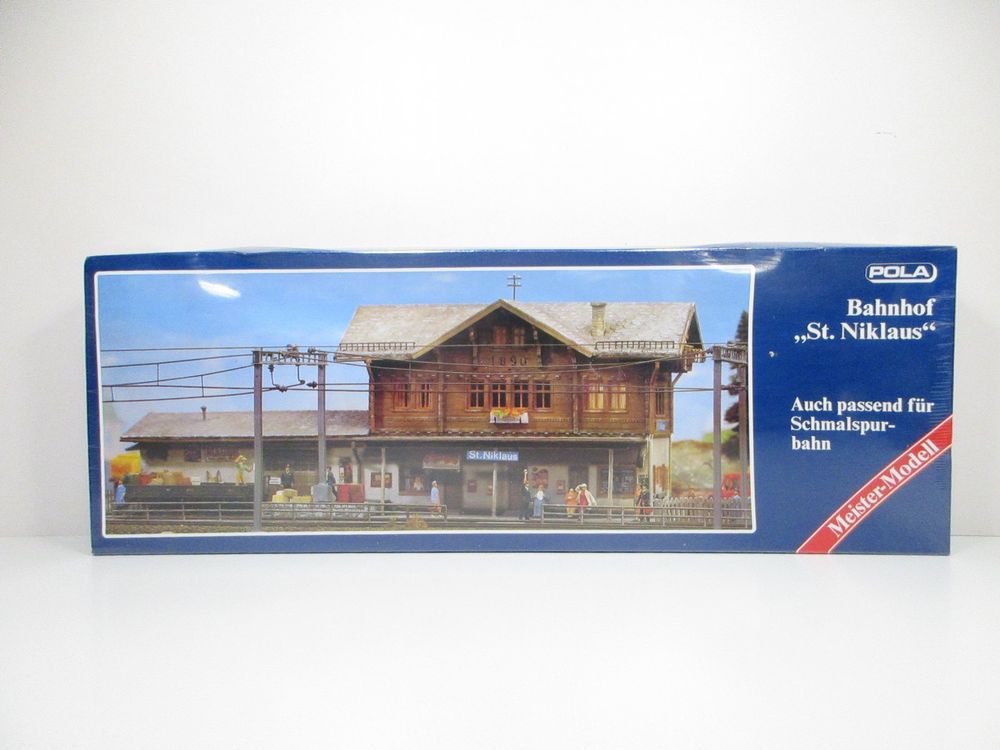 POLA
Bahnhof
„St. Niklaus“
Auch passend für
Schmalspur-
bahn
Meister-Modell
1890
St. Niklaus